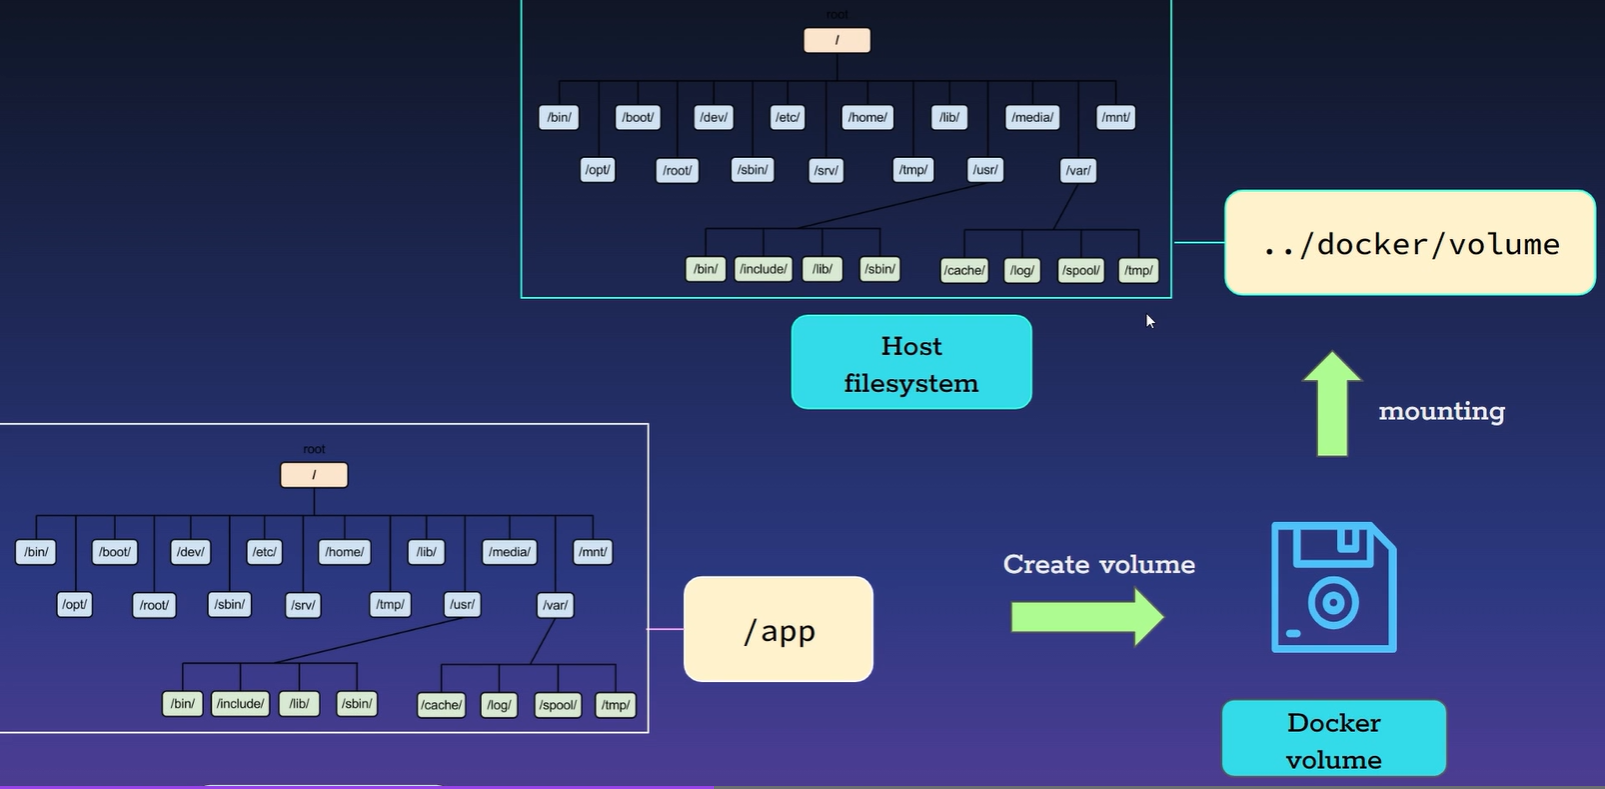 root
/
/bin/ /boot/ /dev/ /etc/ /home/ /lib/ /media/ /mnt/
/opt/ /root/ /sbin/ /srv/ /tmp/ /usr/ /var/
/bin/ /include/ /lib/ /sbin/ /cache/ /log/ /spool/ /tmp/
../docker/volume
Host
filesystem
mounting
root
/
/bin/ /boot/ /dev/ /etc/ /home/ /lib/ /media/ /mnt/
/opt/ /root/ /sbin/ /srv/ /tmp/ /usr/ /var/
/bin/ /include/ /lib/ /sbin/ /cache/ /log/ /spool/ /tmp/
/app
Create volume
Docker
volume